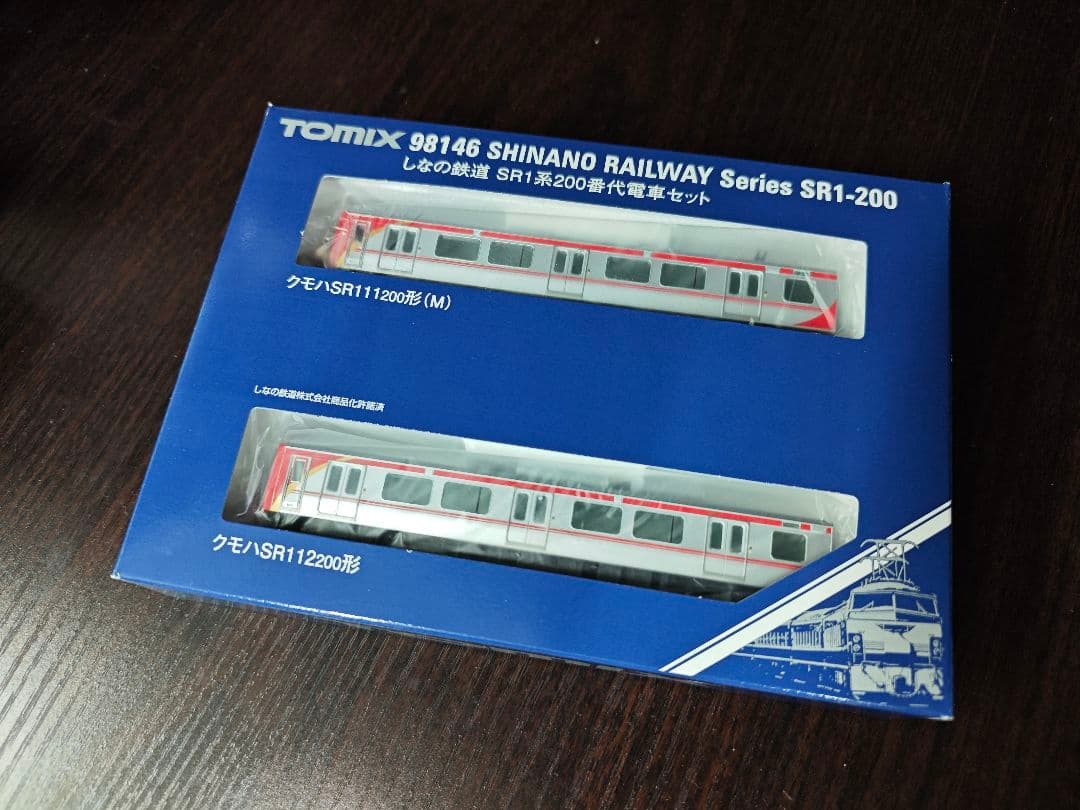 TOMIX 98146 SHINANO RAILWAY Series SR1-200
しなの鉄道 SR1系200番代電車セット
クモハSR111200形(M)
しなの鉄道株式会社商品化許諾済
クモハSR112200形